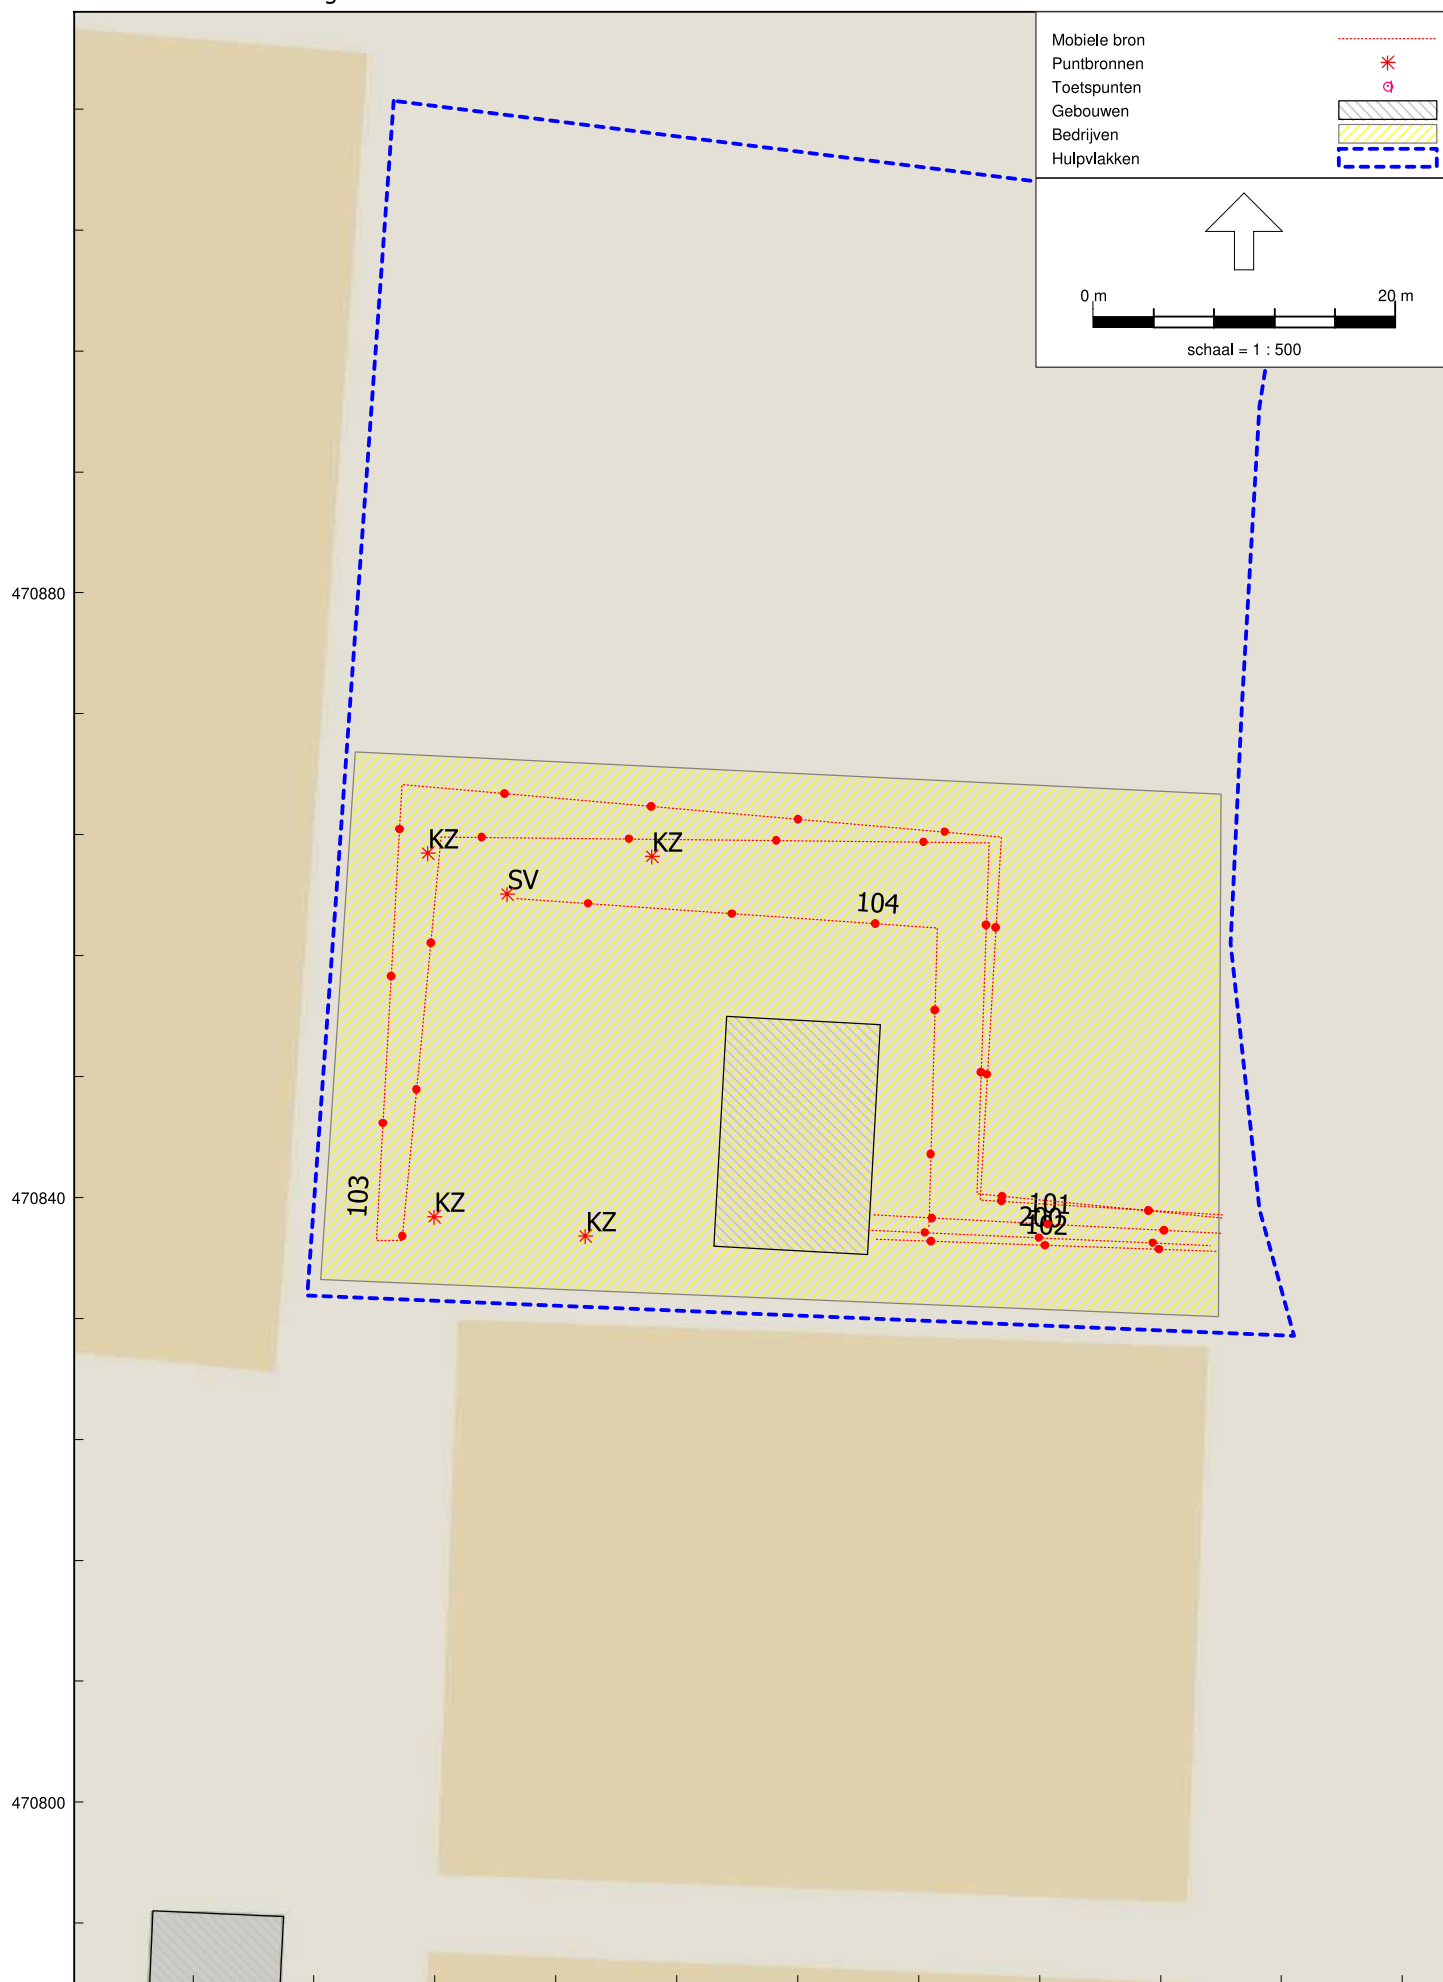 Mobiele bron
Puntbronnen
Toetspunten
Gebouwen
Bedrijven
Hulpvlakken
0 m 20 m
schaal = 1 : 500
470880
KZ
KZ
SV
104
103
KZ
KZ
101
102
470840
470800